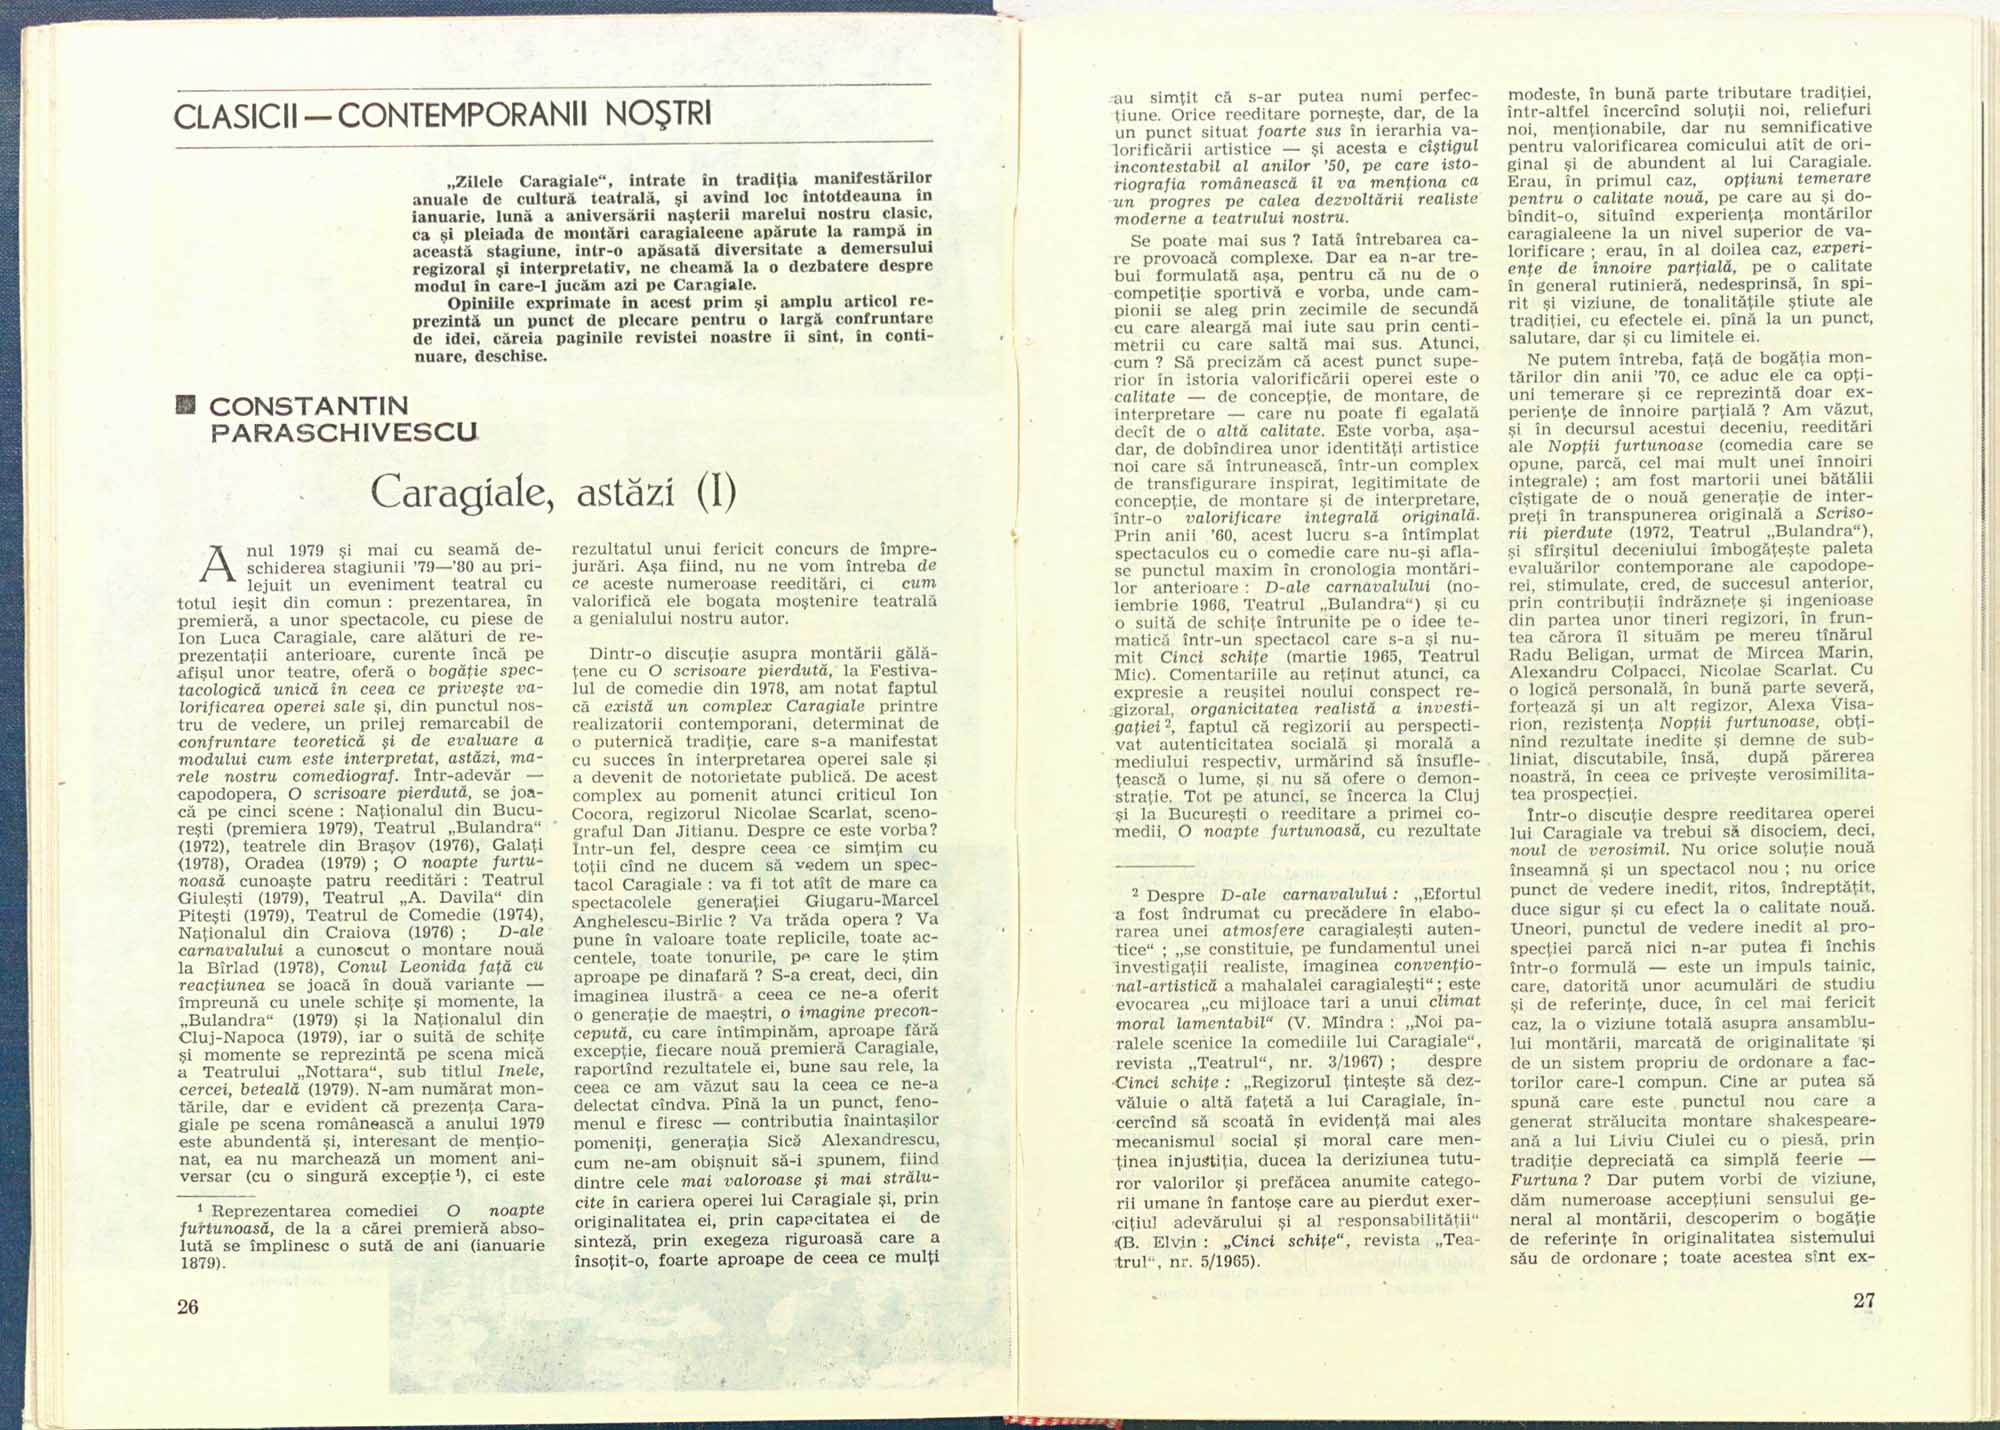 CLASICII — CONTEMPORANII NOŞTRI
„Zilele Caragiale“, intrate în tradiţia manifestărilor
anuale de cultură teatrală, şi avînd loc întotdeauna în
ianuarie, lună a aniversării naşterii marelui nostru clasic,
ca şi pleiada de montări caragialeene apărute la rampă în
această stagiune, într-o apăsată diversitate a demersului
regizoral şi interpretativ, ne cheamă la o dezbatere despre
modul în care-l jucăm azi pe Caragiale.
Opiniile exprimate în acest prim şi amplu articol re-
prezintă un punct de plecare pentru o largă confruntare
de idei, căreia paginile revistei noastre îi sînt, în conti-
nuare, deschise.
CONSTANTIN
PARASCHIVESCU
Caragiale, astăzi (I)
Anul 1979 şi mai cu seamă de-
schiderea stagiunii ’79—’80 au pri-
lejuit un eveniment teatral cu
totul ieşit din comun : prezentarea, în
premieră, a unor spectacole, cu piese de
Ion Luca Caragiale, care alături de re-
prezentaţii anterioare, curente încă pe
afişul unor teatre, oferă o bogăţie spec-
tacologică unică în ceea ce priveşte va-
lorificarea operei sale şi, din punctul nos-
tru de vedere, un prilej remarcabil de
confruntare teoretică şi de evaluare a
modului cum este interpretat, astăzi, ma-
rele nostru comediograf. Într-adevăr —
capodopera, O scrisoare pierdută, se joa-
că pe cinci scene : Naţionalul din Bucu-
reşti (premiera 1979), Teatrul „Bulandra“
(1972), teatrele din Braşov (1976), Galaţi
(1978), Oradea (1979) ; O noapte furtu-
noasă cunoaşte patru reeditări : Teatrul
Giuleşti (1979), Teatrul „A. Davila“ din
Piteşti (1979), Teatrul de Comedie (1974),
Naţionalul din Craiova (1976) ; D-ale
carnavalului a cunoscut o montare nouă
la Bîrlad (1978), Conul Leonida faţă cu
reacţiunea se joacă în două variante —
împreună cu unele schiţe şi momente, la
„Bulandra“ (1979) şi la Naţionalul din
Cluj-Napoca (1979), iar o suită de schiţe
şi momente se reprezintă pe scena mică
a Teatrului „Nottara“, sub titlul Inele,
cercei, beteală (1979). N-am numărat mon-
tările, dar e evident că prezenţa Cara-
giale pe scena românească a anului 1979
este abundentă şi, interesant de menţio-
nat, ea nu marchează un moment ani-
versar (cu o singură excepţie ¹), ci este
¹ Reprezentarea comediei O noapte
furtunoasă, de la a cărei premieră abso-
lută se împlinesc o sută de ani (ianuarie
1879).
26
rezultatul unui fericit concurs de împre-
jurări. Aşa fiind, nu ne vom întreba de
ce aceste numeroase reeditări, ci cum
valorifică ele bogata moştenire teatrală
a genialului nostru autor.
Dintr-o discuţie asupra montării gălă-
ţene cu O scrisoare pierdută, la Festiva-
lul de comedie din 1978, am notat faptul
că există un complex Caragiale printre
realizatorii contemporani, determinat de
o puternică tradiţie, care s-a manifestat
cu succes în interpretarea operei sale şi
a devenit de notorietate publică. De acest
complex au pomenit atunci criticul Ion
Cocora, regizorul Nicolae Scarlat, sceno-
graful Dan Jitianu. Despre ce este vorba?
Într-un fel, despre ceea ce simţim cu
toţii cînd ne ducem să vedem un spec-
tacol Caragiale : va fi tot atît de mare ca
spectacolele generaţiei Giugaru-Marcel
Anghelescu-Birlic ? Va trăda opera ? Va
pune în valoare toate replicile, toate ac-
centele, toate tonurile, pe care le ştim
aproape pe dinafară ? S-a creat, deci, din
imaginea ilustră a ceea ce ne-a oferit
o generaţie de maeştri, o imagine precon-
cepută, cu care întîmpinăm, aproape fără
excepţie, fiecare nouă premieră Caragiale,
raportînd rezultatele ei, bune sau rele, la
ceea ce am văzut sau la ceea ce ne-a
delectat cîndva. Pînă la un punct, feno-
menul e firesc — contributia înaintaşilor
pomeniţi, generaţia Sică Alexandrescu,
cum ne-am obişnuit să-i spunem, fiind
dintre cele mai valoroase şi mai strălu-
cite în cariera operei lui Caragiale şi, prin
originalitatea ei, prin capacitatea ei de
sinteză, prin exegeza riguroasă care a
însoţit-o, foarte aproape de ceea ce mulţi
au simţit că s-ar putea numi perfec-
ţiune. Orice reeditare porneşte, dar, de la
un punct situat foarte sus în ierarhia va-
lorificării artistice — şi acesta e cîştigul
incontestabil al anilor ’50, pe care isto-
riografia românească îl va menţiona ca
un progres pe calea dezvoltării realiste
moderne a teatrului nostru.
Se poate mai sus ? Iată întrebarea ca-
re provoacă complexe. Dar ea n-ar tre-
bui formulată aşa, pentru că nu de o
competiţie sportivă e vorba, unde cam-
pionii se aleg prin zecimile de secundă
cu care aleargă mai iute sau prin centi-
metrii cu care saltă mai sus. Atunci,
cum ? Să precizăm că acest punct supe-
rior în istoria valorificării operei este o
calitate — de concepţie, de montare, de
interpretare — care nu poate fi egalată
decît de o altă calitate. Este vorba, aşa-
dar, de dobîndirea unor identităţi artistice
noi care să întrunească, într-un complex
de transfigurare inspirat, legitimitate de
concepţie, de montare şi de interpretare,
într-o valorificare integrală originală.
Prin anii ’60, acest lucru s-a întîmplat
spectaculos cu o comedie care nu-şi afla-
se punctul maxim în cronologia montări-
lor anterioare : D-ale carnavalului (no-
iembrie 1966, Teatrul „Bulandra“) şi cu
o suită de schiţe întrunite pe o idee te-
matică într-un spectacol care s-a şi nu-
mit Cinci schiţe (martie 1965, Teatrul
Mic). Comentariile au reţinut atunci, ca
expresie a reuşitei noului conspect re-
gizoral, organicitatea realistă a investi-
gaţiei ², faptul că regizorii au perspecti-
vat autenticitatea socială şi morală a
mediului respectiv, urmărind să însufle-
ţească o lume, şi nu să ofere o demon-
straţie. Tot pe atunci, se încerca la Cluj
şi la Bucureşti o reeditare a primei co-
medii, O noapte furtunoasă, cu rezultate
² Despre D-ale carnavalului : „Efortul
a fost îndrumat cu precădere în elabo-
rarea unei atmosfere caragialeşti auten-
tice“ ; „se constituie, pe fundamentul unei
investigaţii realiste, imaginea convenţio-
nal-artistică a mahalalei caragialeşti“ ; este
evocarea „cu mijloace tari a unui climat
moral lamentabil“ (V. Mîndra : „Noi pa-
ralele scenice la comediile lui Caragiale“,
revista „Teatrul“, nr. 3/1967) ; despre
Cinci schiţe : „Regizorul ţinteşte să dez-
văluie o altă faţetă a lui Caragiale, în-
cercînd să scoată în evidenţă mai ales
mecanismul social şi moral care men-
ţinea injustiţia, ducea la deriziunea tutu-
ror valorilor şi prefăcea anumite catego-
rii umane în fantoşe care au pierdut exer-
ciţiul adevărului şi al responsabilităţii“
(B. Elvin : „Cinci schiţe“, revista „Tea-
trul“, nr. 5/1965).
modeste, în bună parte tributare tradiţiei,
într-altfel încercînd soluţii noi, reliefuri
noi, menţionabile, dar nu semnificative
pentru valorificarea comicului atît de ori-
ginal şi de abundent al lui Caragiale.
Erau, în primul caz, opţiuni temerare
pentru o calitate nouă, pe care au şi do-
bîndit-o, situînd experienţa montărilor
caragialeene la un nivel superior de va-
lorificare ; erau, în al doilea caz, experi-
enţe de înnoire parţială, pe o calitate
în general rutinieră, nedesprinsă, în spi-
rit şi viziune, de tonalităţile ştiute ale
tradiţiei, cu efectele ei, pînă la un punct,
salutare, dar şi cu limitele ei.
Ne putem întreba, faţă de bogăţia mon-
tărilor din anii ’70, ce aduc ele ca opţi-
uni temerare şi ce reprezintă doar ex-
perienţe de înnoire parţială ? Am văzut,
şi în decursul acestui deceniu, reeditări
ale Nopţii furtunoase (comedia care se
opune, parcă, cel mai mult unei înnoiri
integrale) ; am fost martorii unei bătălii
cîştigate de o nouă generaţie de inter-
preţi în transpunerea originală a Scriso-
rii pierdute (1972, Teatrul „Bulandra“),
şi sfîrşitul deceniului îmbogăţeşte paleta
evaluărilor contemporane ale capodope-
rei, stimulate, cred, de succesul anterior,
prin contribuţii îndrăzneţe şi ingenioase
din partea unor tineri regizori, în frun-
tea cărora îl situăm pe mereu tînărul
Radu Beligan, urmat de Mircea Marin,
Alexandru Colpacci, Nicolae Scarlat. Cu
o logică personală, în bună parte severă,
forţează şi un alt regizor, Alexa Visa-
rion, rezistenţa Nopţii furtunoase, obţi-
nînd rezultate inedite şi demne de sub-
liniat, discutabile, însă, după părerea
noastră, în ceea ce priveşte verosimilita-
tea prospecţiei.
Într-o discuţie despre reeditarea operei
lui Caragiale va trebui să disociem, deci,
noul de verosimil. Nu orice soluţie nouă
înseamnă şi un spectacol nou ; nu orice
punct de vedere inedit, ritos, îndreptăţit,
duce sigur şi cu efect la o calitate nouă.
Uneori, punctul de vedere inedit al pro-
specţiei parcă nici n-ar putea fi închis
într-o formulă — este un impuls tainic,
care, datorită unor acumulări de studiu
şi de referinţe, duce, în cel mai fericit
caz, la o viziune totală asupra ansamblu-
lui montării, marcată de originalitate şi
de un sistem propriu de ordonare a fac-
torilor care-l compun. Cine ar putea să
spună care este punctul nou care a
generat strălucita montare shakespeare-
ană a lui Liviu Ciulei cu o piesă, prin
tradiţie depreciată ca simplă feerie —
Furtuna ? Dar putem vorbi de viziune,
dăm numeroase accepţiuni sensului ge-
neral al montării, descoperim o bogăţie
de referinţe în originalitatea sistemului
său de ordonare ; toate acestea sînt ex-
27